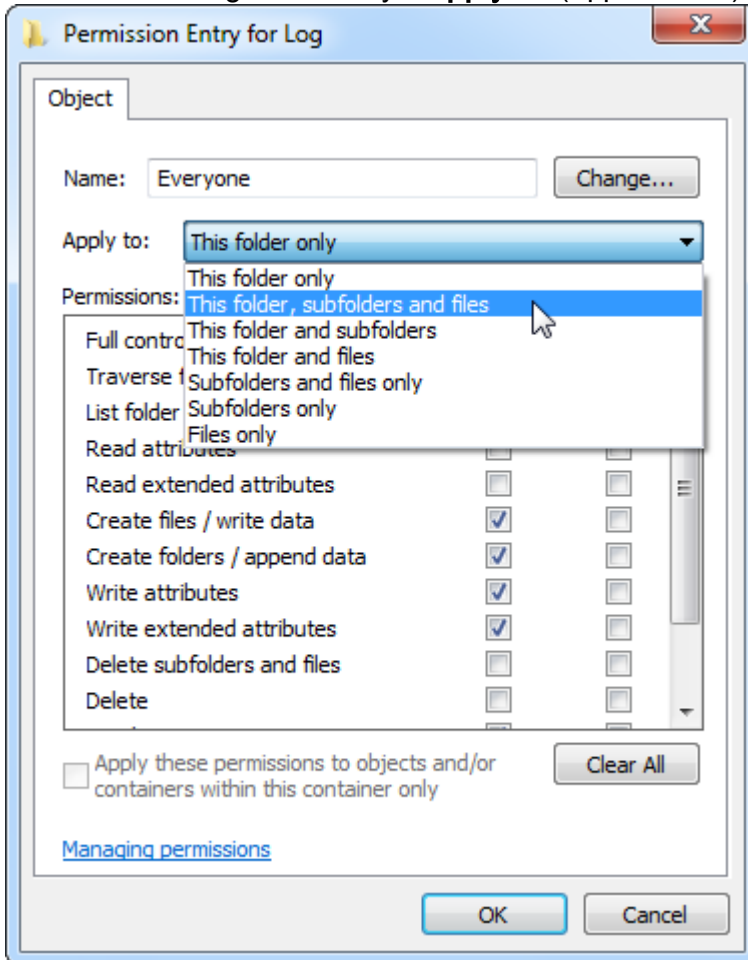 Permission Entry for Log
Object
Name: Everyone Change...
Apply to: This folder only
This folder only
Permissions: This folder, subfolders and files
This folder and subfolders
Full contro
This folder and files
Traverse f
Subfolders and files only
List folder Subfolders only
Files only
Read attributes
Read extended attributes
Create files / write data
Create folders / append data
Write attributes
Write extended attributes
Delete subfolders and files
Delete
Apply these permissions to objects and/or
containers within this container only
Clear All
Managing permissions
OK Cancel